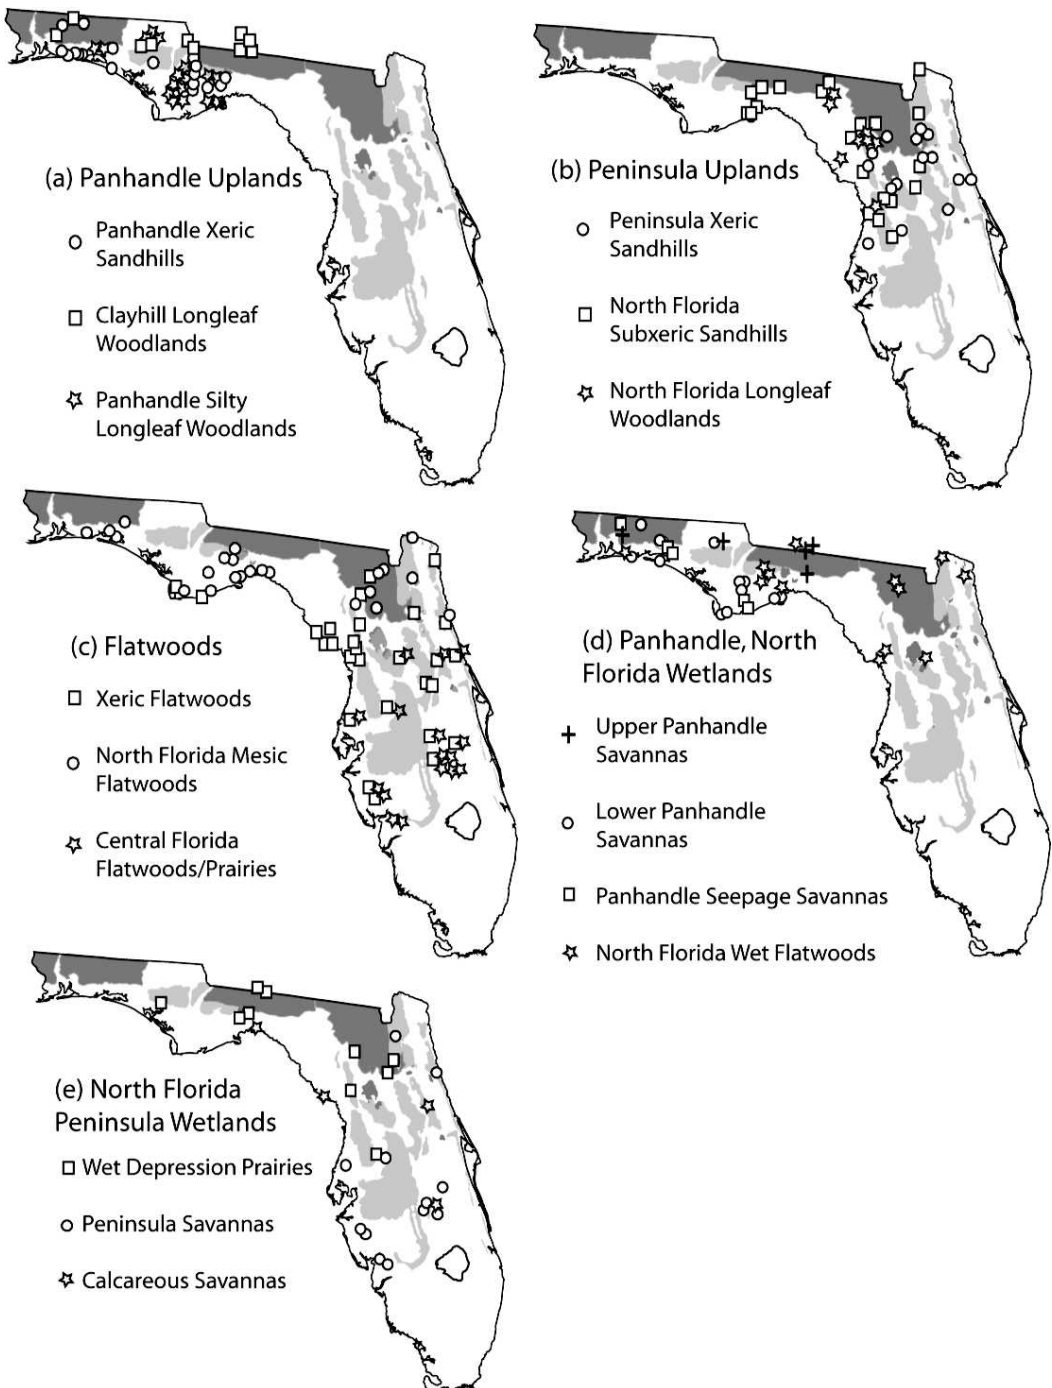 (a) Panhandle Uplands
Panhandle Xeric
Sandhills
Clayhill Longleaf
Woodlands
Panhandle Silty
Longleaf Woodlands
(b) Peninsula Uplands
Peninsula Xeric
Sandhills
North Florida
Subxeric Sandhills
North Florida Longleaf
Woodlands
(c) Flatwoods
Xeric Flatwoods
North Florida Mesic
Flatwoods
Central Florida
Flatwoods/Prairies
(d) Panhandle, North
Florida Wetlands
Upper Panhandle
Savannas
Lower Panhandle
Savannas
Panhandle Seepage Savannas
North Florida Wet Flatwoods
(e) North Florida
Peninsula Wetlands
Wet Depression Prairies
Peninsula Savannas
Calcareous Savannas